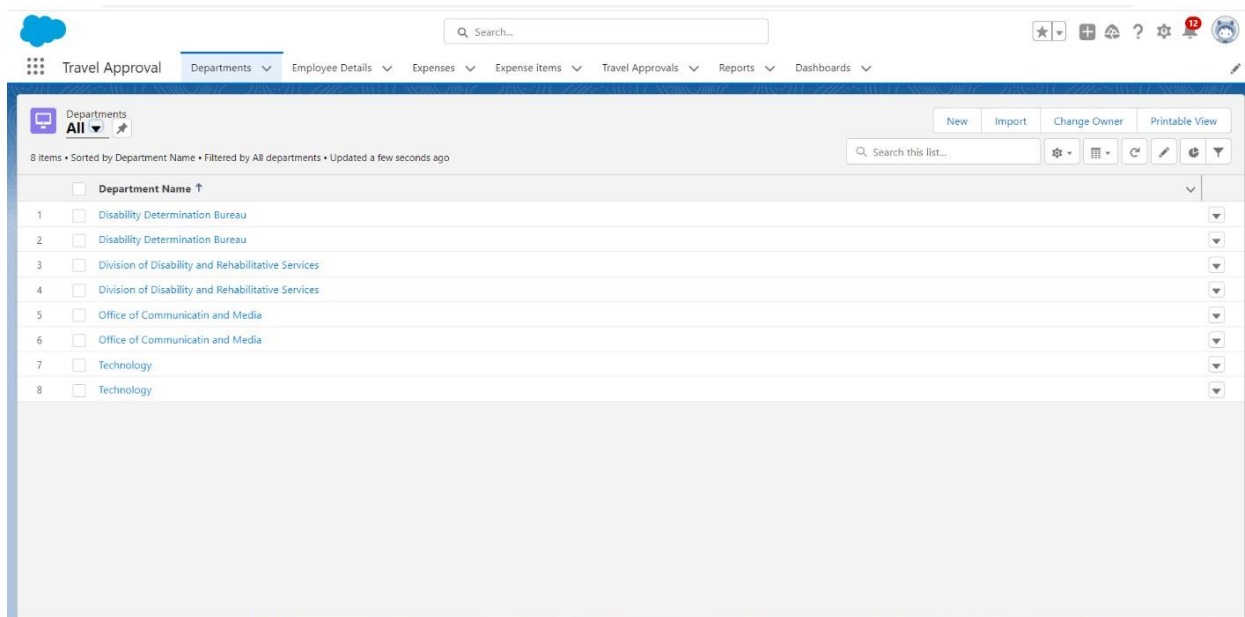 Search...
12
Travel Approval Departments Employee Details Expenses Expense items Travel Approvals Reports Dashboards
Departments
All
New Import Change Owner Printable View
8 items • Sorted by Department Name • Filtered by All departments • Updated a few seconds ago
Search this list...
Department Name ↑
1 Disability Determination Bureau
2 Disability Determination Bureau
3 Division of Disability and Rehabilitative Services
4 Division of Disability and Rehabilitative Services
5 Office of Communicatin and Media
6 Office of Communicatin and Media
7 Technology
8 Technology